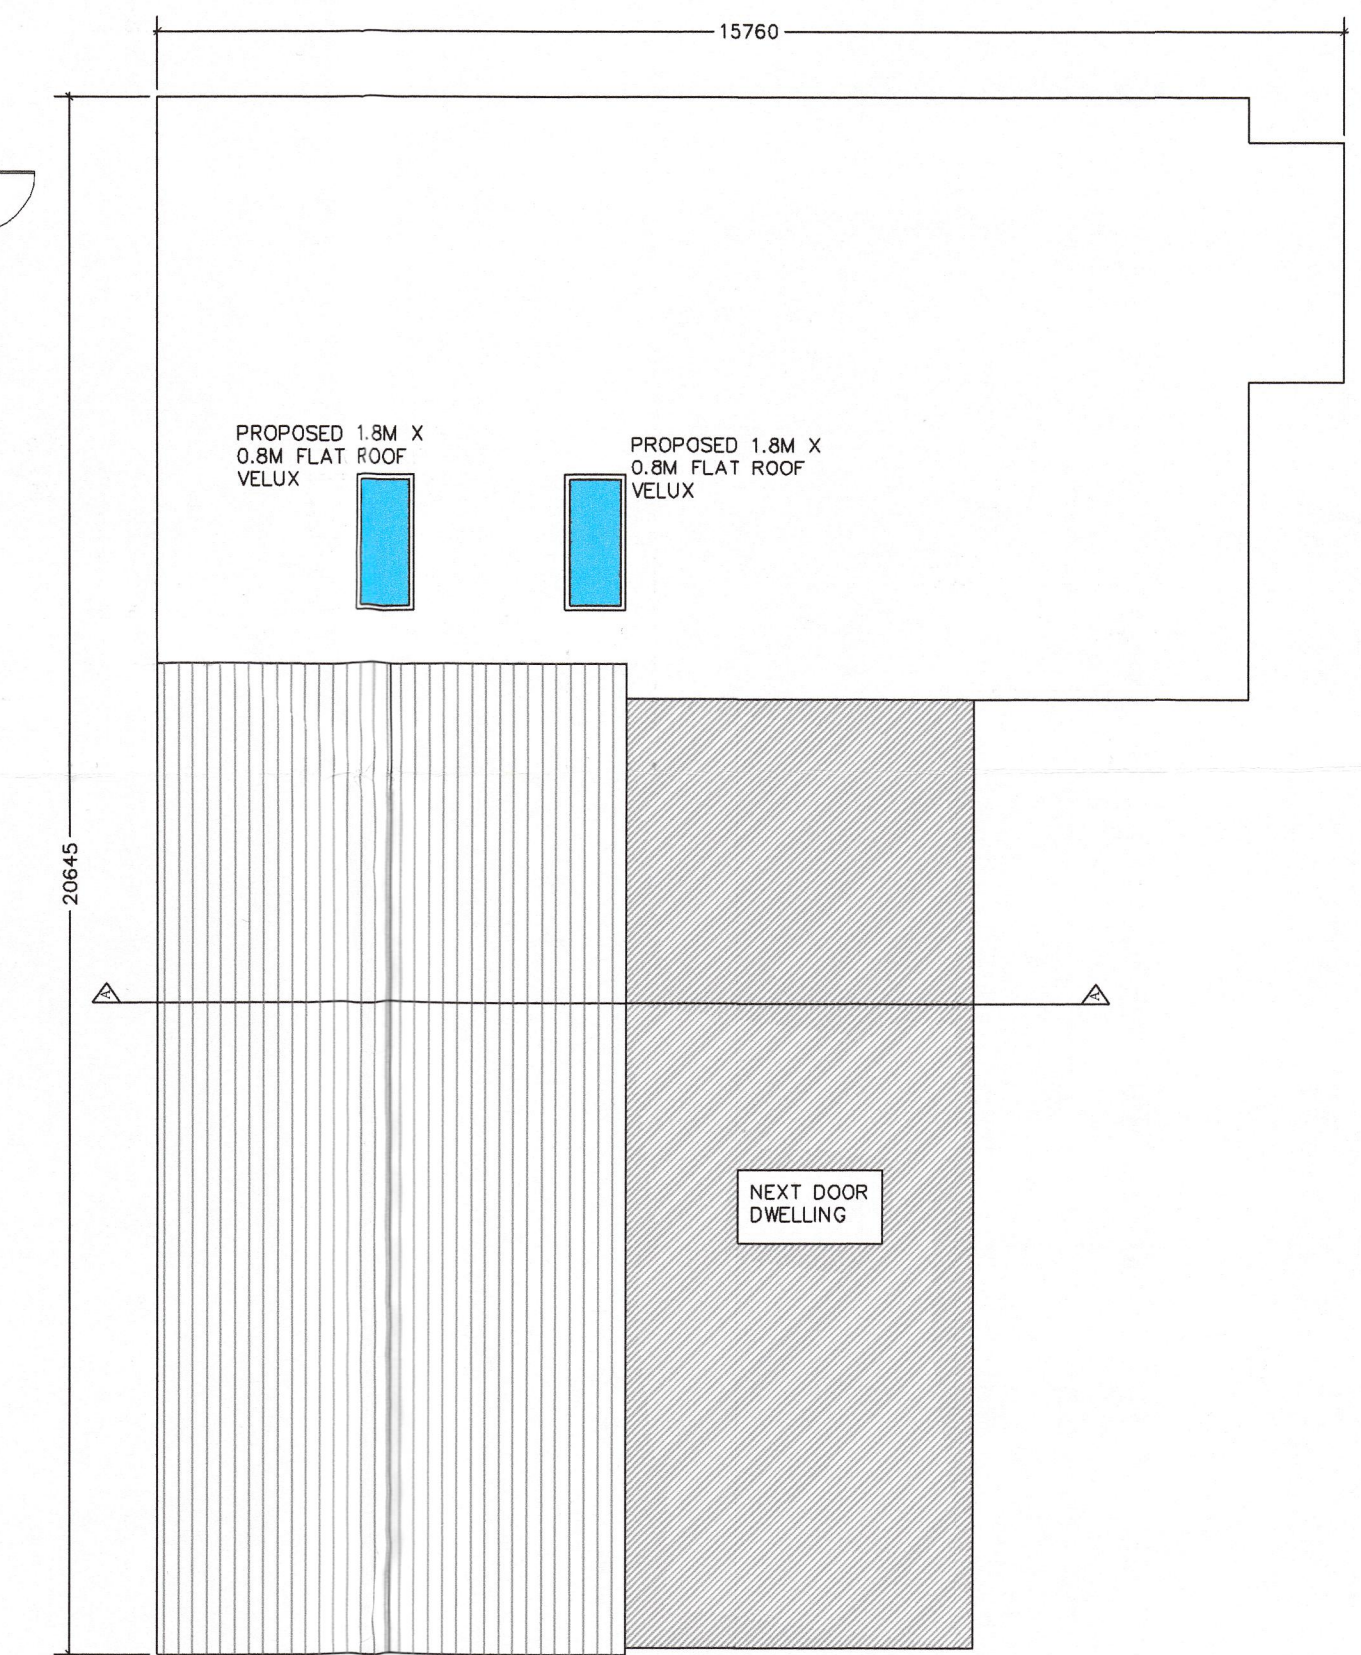 15760
PROPOSED 1.8M X
0.8M FLAT ROOF
VELUX
PROPOSED 1.8M X
0.8M FLAT ROOF
VELUX
20645
A
A
NEXT DOOR
DWELLING